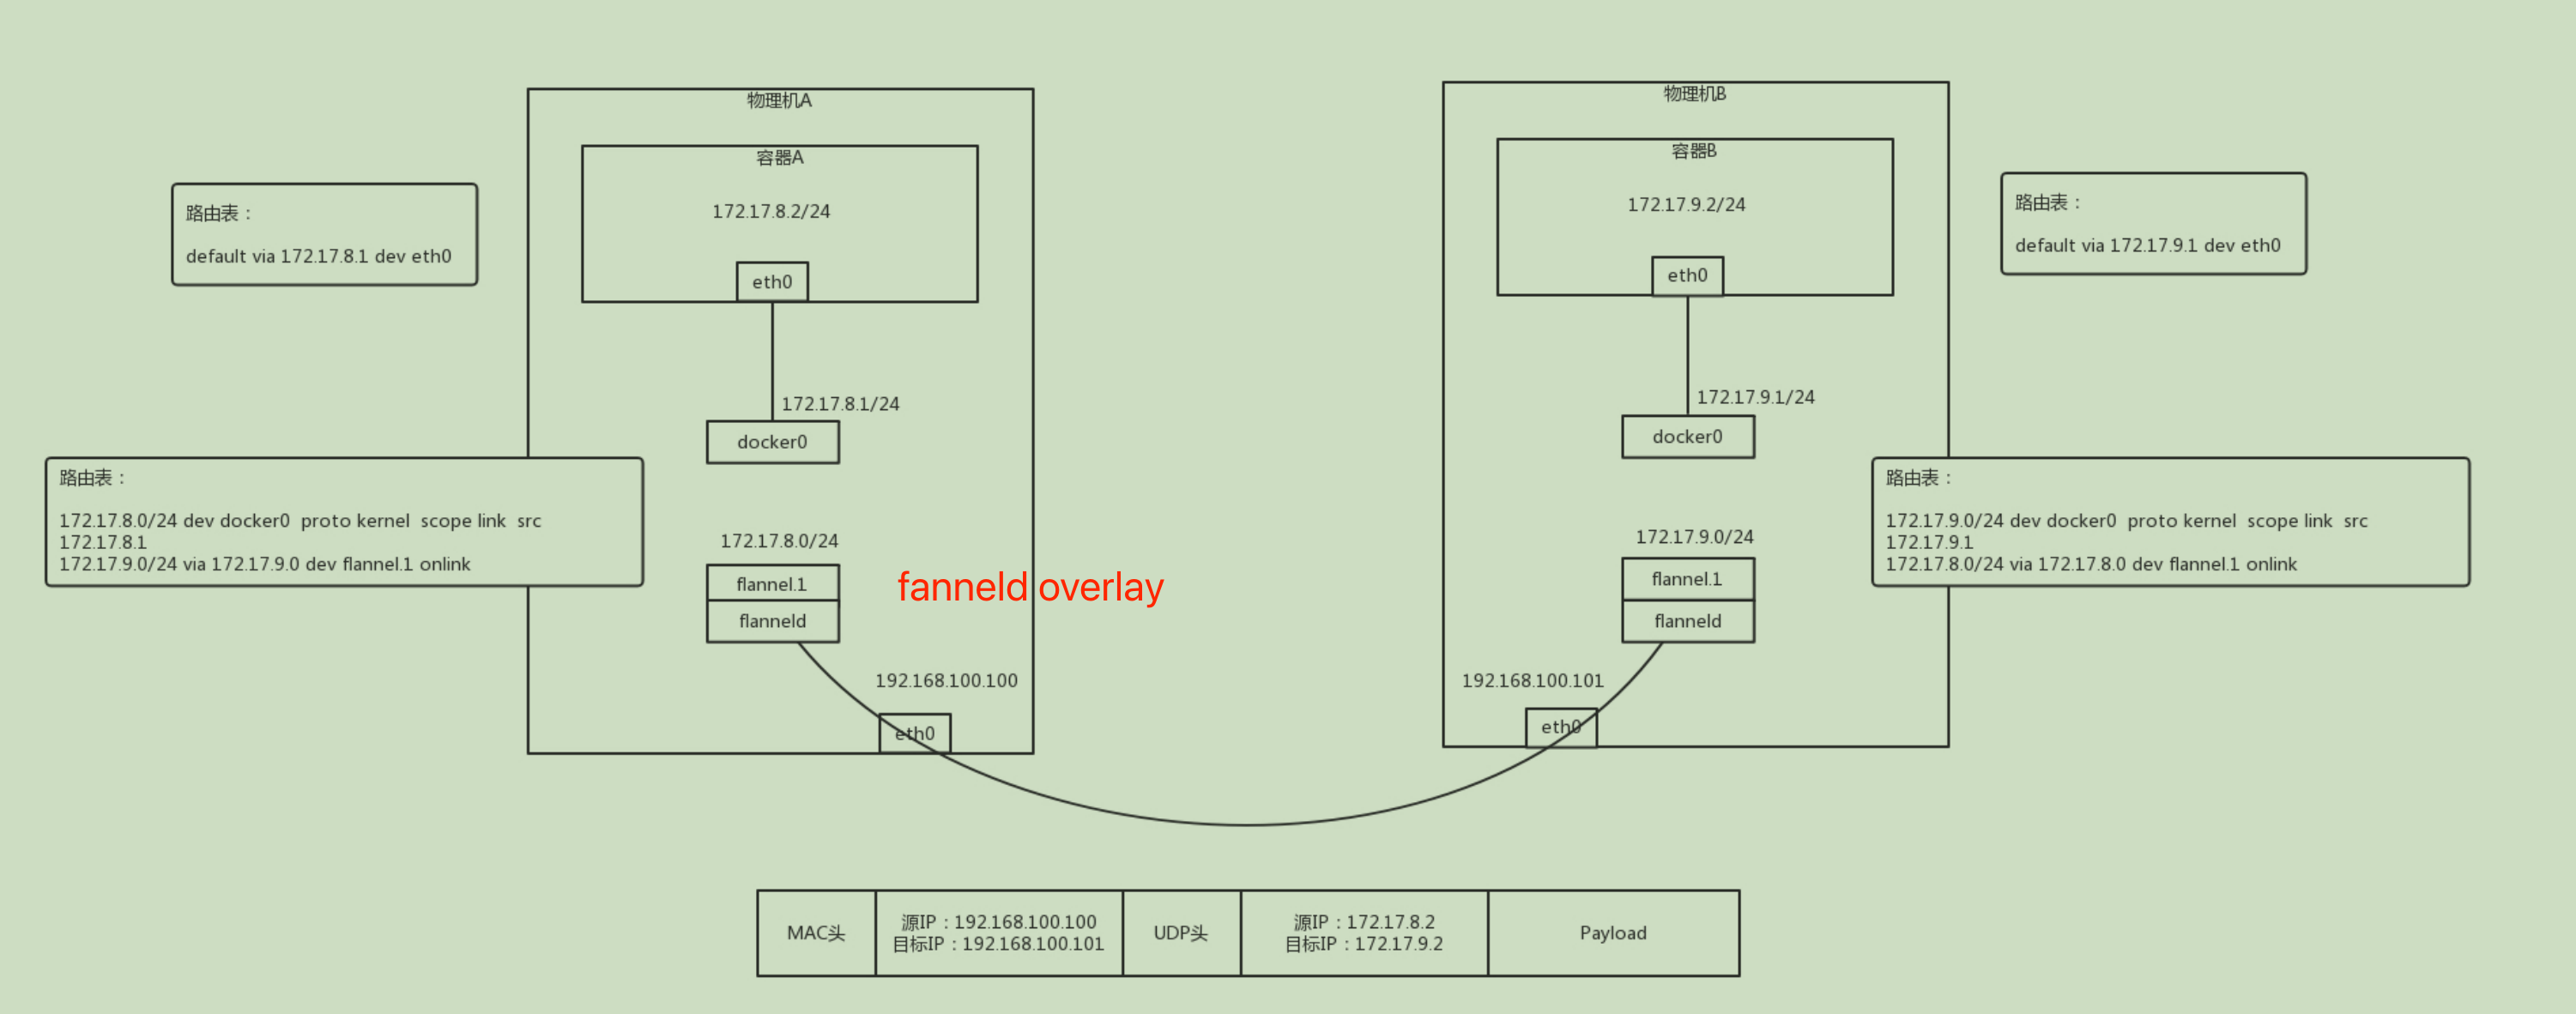 物理机A
容器A
172.17.8.2/24
eth0
路由表：
default via 172.17.8.1 dev eth0
172.17.8.1/24
docker0
路由表：
172.17.8.0/24 dev docker0  proto kernel  scope link  src
172.17.8.1
172.17.9.0/24 via 172.17.9.0 dev flannel.1 onlink
172.17.8.0/24
flannel.1
flanneld
fanneld overlay
192.168.100.100
eth0
物理机B
容器B
172.17.9.2/24
eth0
路由表：
default via 172.17.9.1 dev eth0
172.17.9.1/24
docker0
路由表：
172.17.9.0/24 dev docker0  proto kernel  scope link  src
172.17.9.1
172.17.8.0/24 via 172.17.8.0 dev flannel.1 onlink
172.17.9.0/24
flannel.1
flanneld
192.168.100.101
eth0
MAC头
源IP：192.168.100.100
目标IP：192.168.100.101
UDP头
源IP：172.17.8.2
目标IP：172.17.9.2
Payload